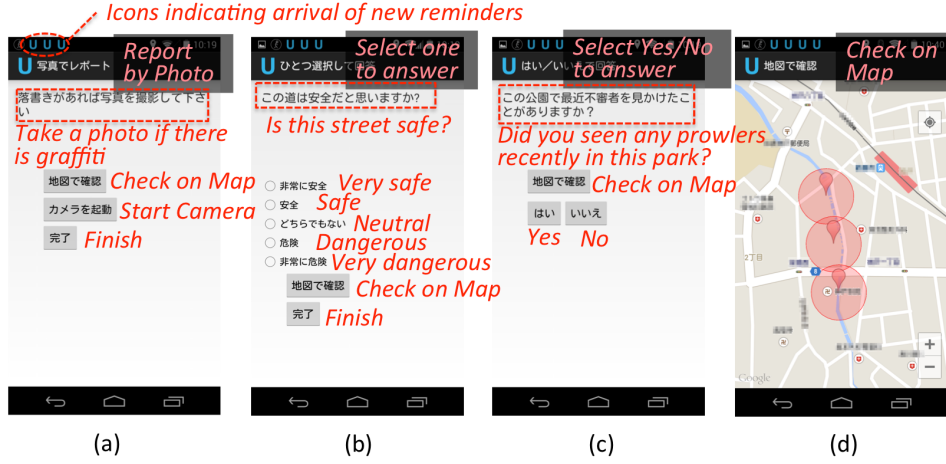 Icons indicating arrival of new reminders
U U U
10:19
U 写真でレポート
Report
by Photo
落書きがあれば写真を撮影して下さ
い
Take a photo if there
is graffiti
地図で確認 Check on Map
カメラを起動 Start Camera
完了 Finish
(a)
U U U
U ひとつ選択して回答
Select one
to answer
この道は安全だと思いますか?
Is this street safe?
非常に安全 Very safe
安全 Safe
どちらでもない Neutral
危険 Dangerous
非常に危険 Very dangerous
地図で確認 Check on Map
完了 Finish
(b)
U U U
U はい/いいえで回答
Select Yes/No
to answer
この公園で最近不審者を見かけたこ
とがありますか?
Did you seen any prowlers
recently in this park?
地図で確認 Check on Map
はい いいえ
Yes No
(c)
U U U U
U 地図で確認
Check on
Map
2丁目
+
−
Google
(d)